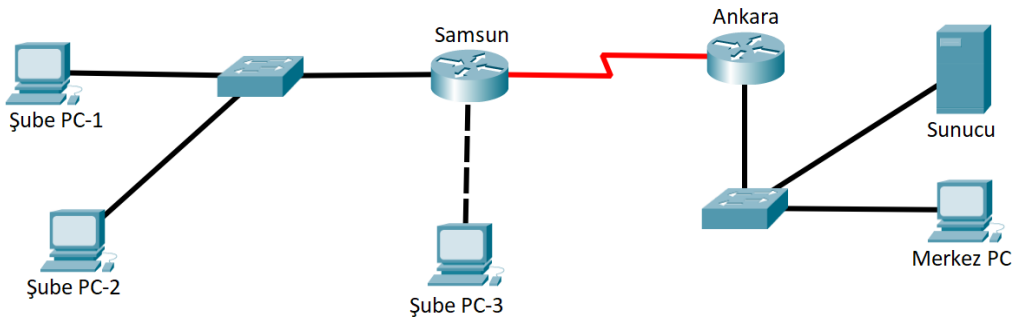 Ankara
Samsun
Şube PC-1
Sunucu
Merkez PC
Şube PC-2
Şube PC-3